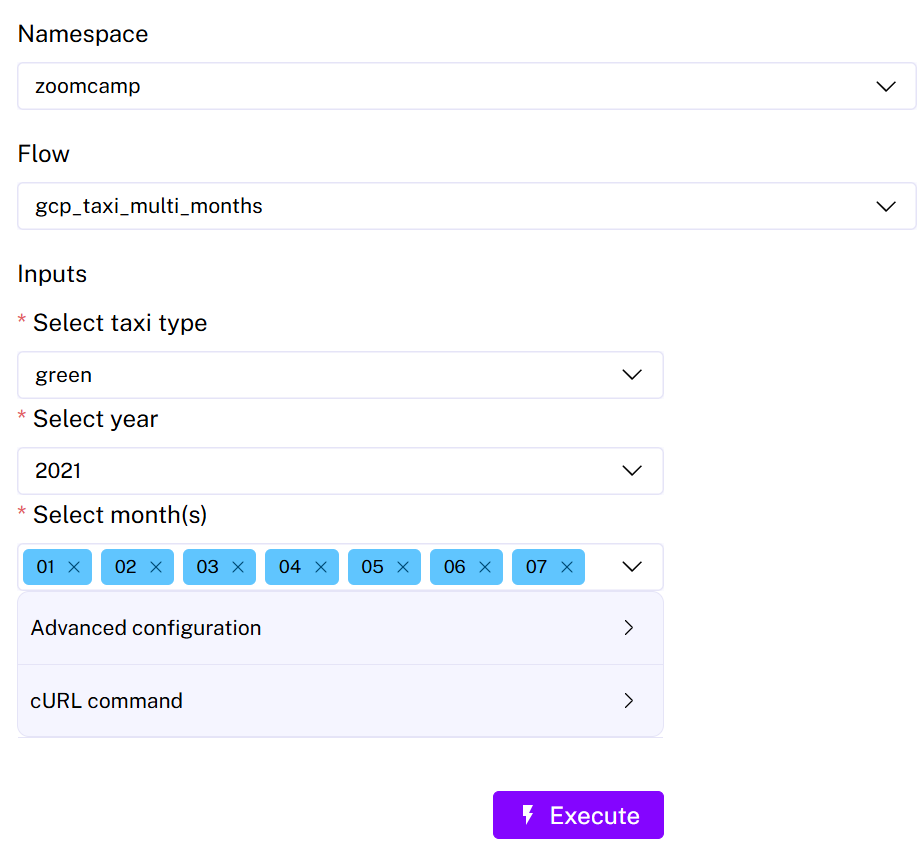 Namespace
zoomcamp
Flow
gcp_taxi_multi_months
Inputs
* Select taxi type
green
* Select year
2021
* Select month(s)
01 × 02 × 03 × 04 × 05 × 06 × 07 ×
Advanced configuration
cURL command
Execute